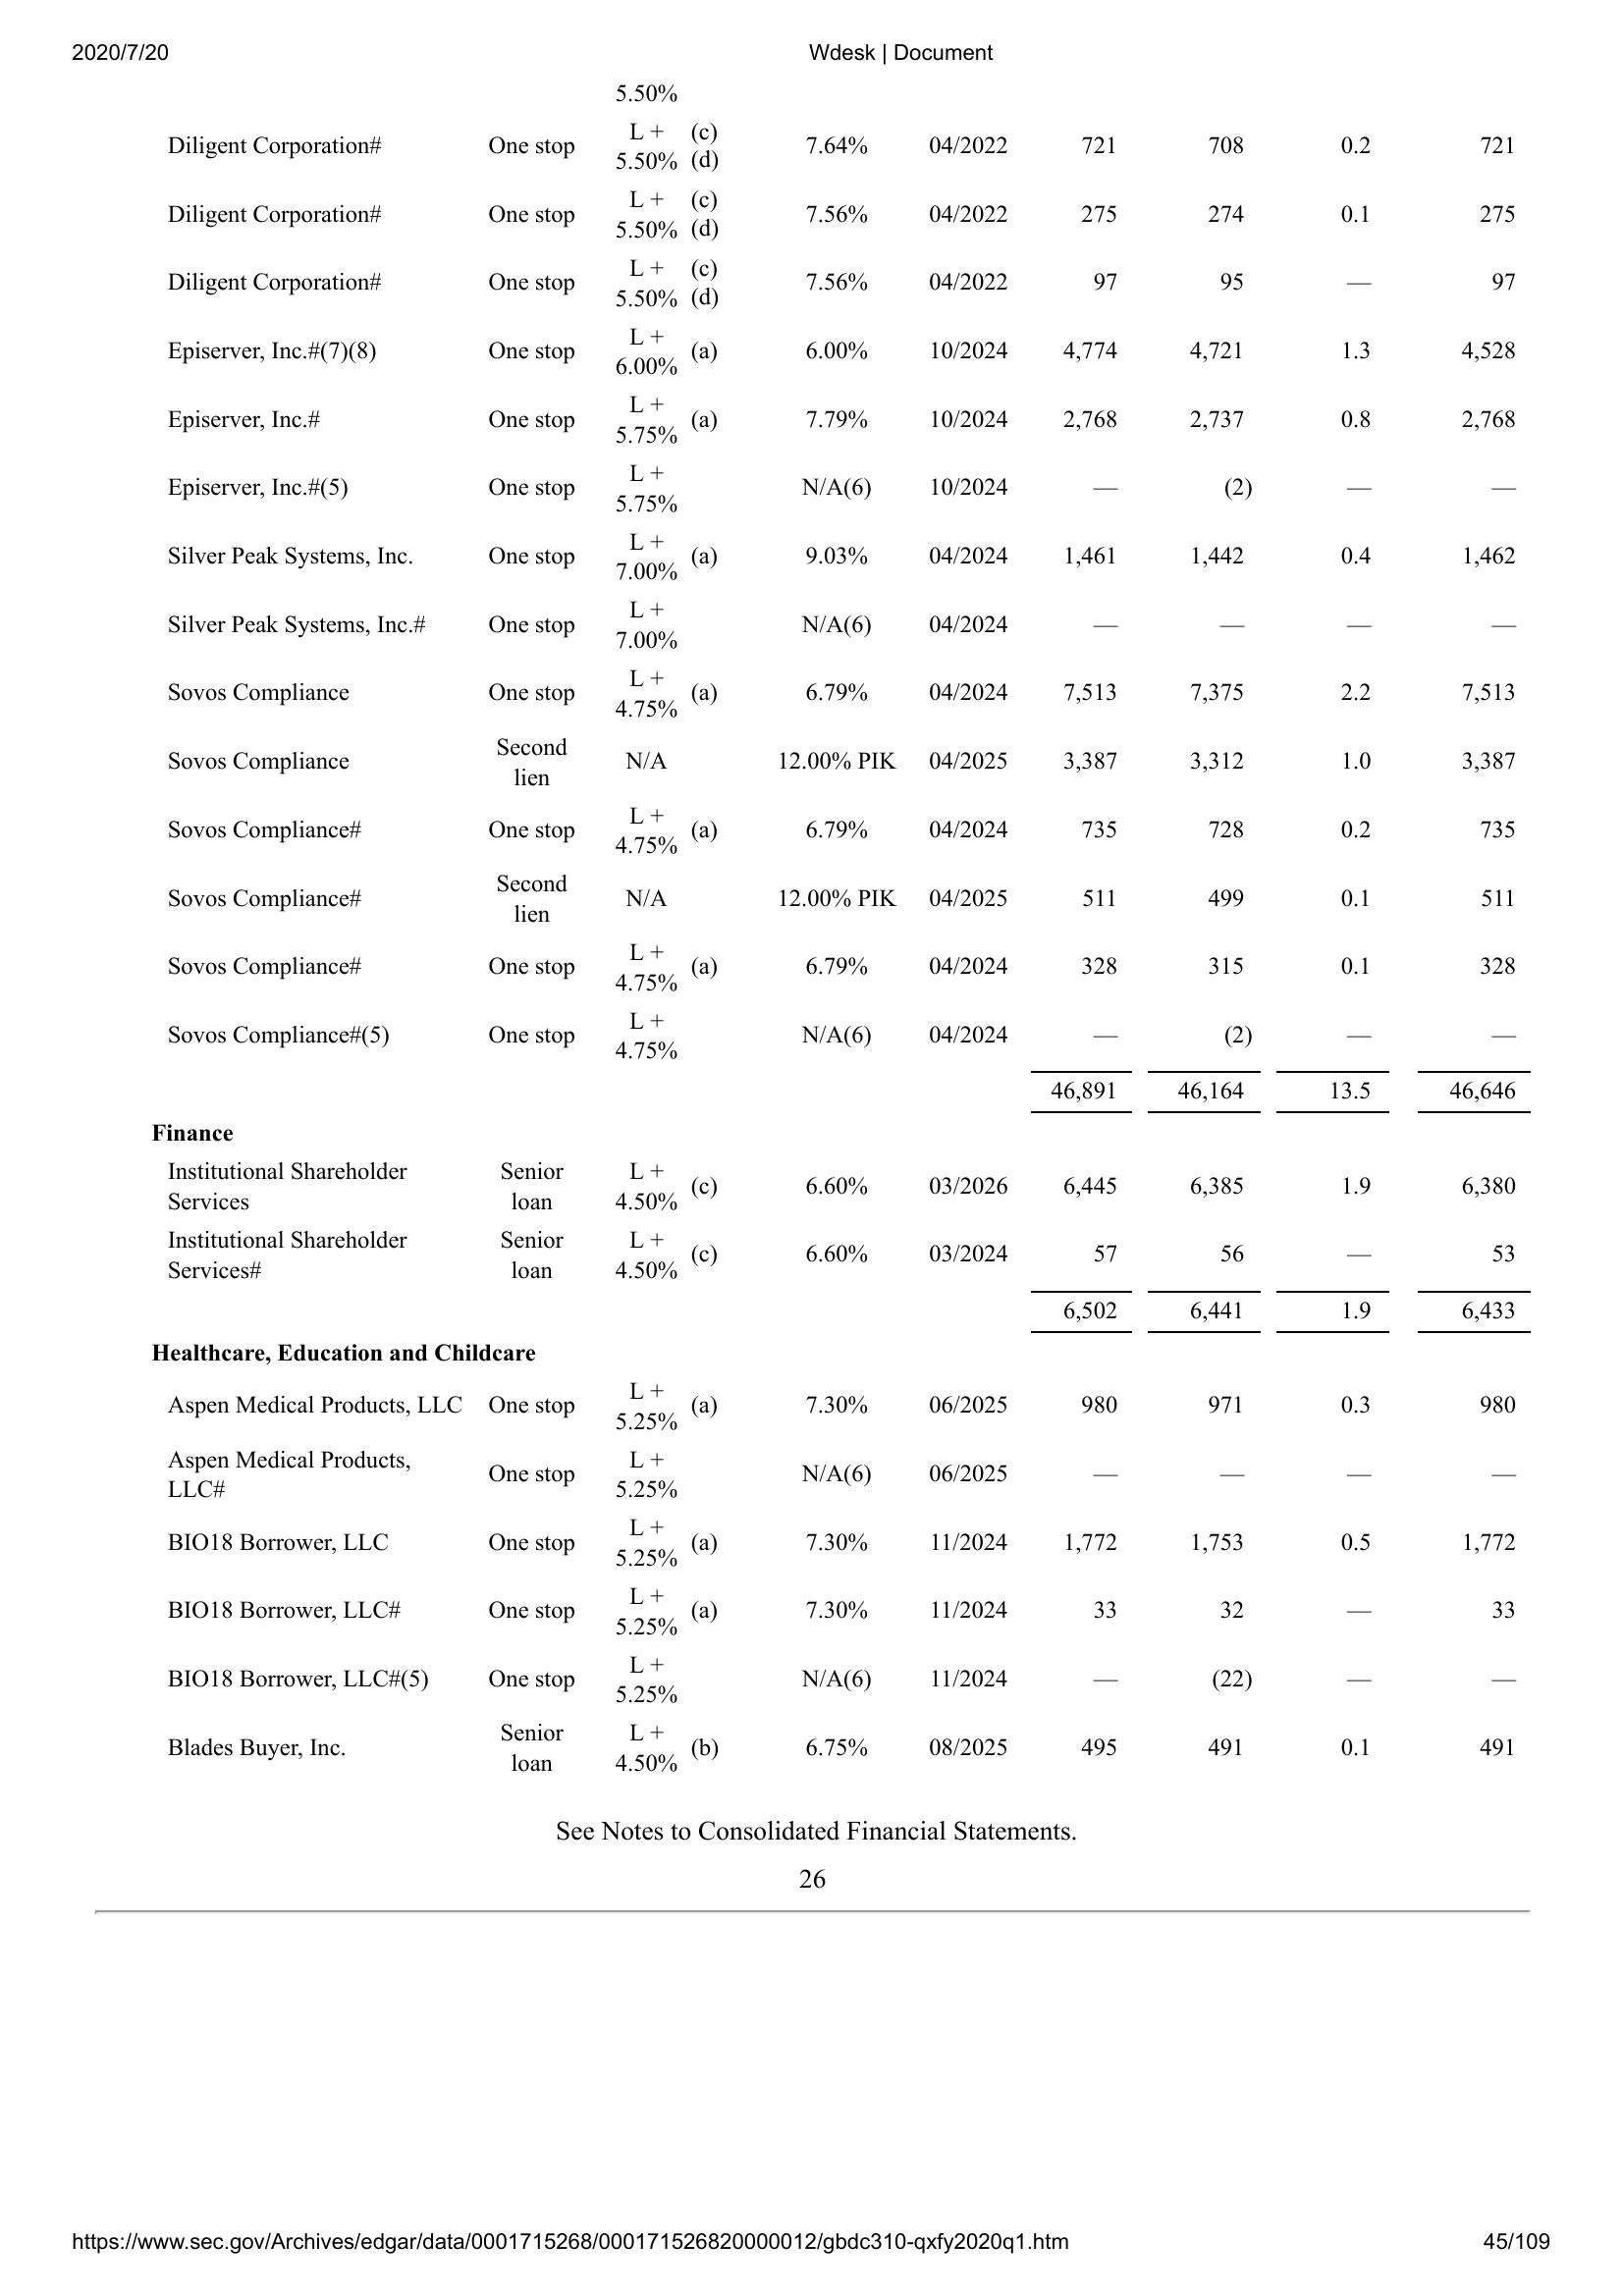 2020/7/20 Wdesk | Document
5.50%
Diligent Corporation# One stop L + 5.50% (c) (d) 7.64% 04/2022 721 708 0.2 721
Diligent Corporation# One stop L + 5.50% (c) (d) 7.56% 04/2022 275 274 0.1 275
Diligent Corporation# One stop L + 5.50% (c) (d) 7.56% 04/2022 97 95 — 97
Episerver, Inc.#(7)(8) One stop L + 6.00% (a) 6.00% 10/2024 4,774 4,721 1.3 4,528
Episerver, Inc.# One stop L + 5.75% (a) 7.79% 10/2024 2,768 2,737 0.8 2,768
Episerver, Inc.#(5) One stop L + 5.75% N/A(6) 10/2024 — (2) — —
Silver Peak Systems, Inc. One stop L + 7.00% (a) 9.03% 04/2024 1,461 1,442 0.4 1,462
Silver Peak Systems, Inc.# One stop L + 7.00% N/A(6) 04/2024 — — — —
Sovos Compliance One stop L + 4.75% (a) 6.79% 04/2024 7,513 7,375 2.2 7,513
Sovos Compliance Second lien N/A 12.00% PIK 04/2025 3,387 3,312 1.0 3,387
Sovos Compliance# One stop L + 4.75% (a) 6.79% 04/2024 735 728 0.2 735
Sovos Compliance# Second lien N/A 12.00% PIK 04/2025 511 499 0.1 511
Sovos Compliance# One stop L + 4.75% (a) 6.79% 04/2024 328 315 0.1 328
Sovos Compliance#(5) One stop L + 4.75% N/A(6) 04/2024 — (2) — —
46,891 46,164 13.5 46,646
Finance
Institutional Shareholder Services Senior loan L + 4.50% (c) 6.60% 03/2026 6,445 6,385 1.9 6,380
Institutional Shareholder Services# Senior loan L + 4.50% (c) 6.60% 03/2024 57 56 — 53
6,502 6,441 1.9 6,433
Healthcare, Education and Childcare
Aspen Medical Products, LLC One stop L + 5.25% (a) 7.30% 06/2025 980 971 0.3 980
Aspen Medical Products, LLC# One stop L + 5.25% N/A(6) 06/2025 — — — —
BIO18 Borrower, LLC One stop L + 5.25% (a) 7.30% 11/2024 1,772 1,753 0.5 1,772
BIO18 Borrower, LLC# One stop L + 5.25% (a) 7.30% 11/2024 33 32 — 33
BIO18 Borrower, LLC#(5) One stop L + 5.25% N/A(6) 11/2024 — (22) — —
Blades Buyer, Inc. Senior loan L + 4.50% (b) 6.75% 08/2025 495 491 0.1 491
See Notes to Consolidated Financial Statements.
26
https://www.sec.gov/Archives/edgar/data/0001715268/000171526820000012/gbdc310-qxfy2020q1.htm 45/109